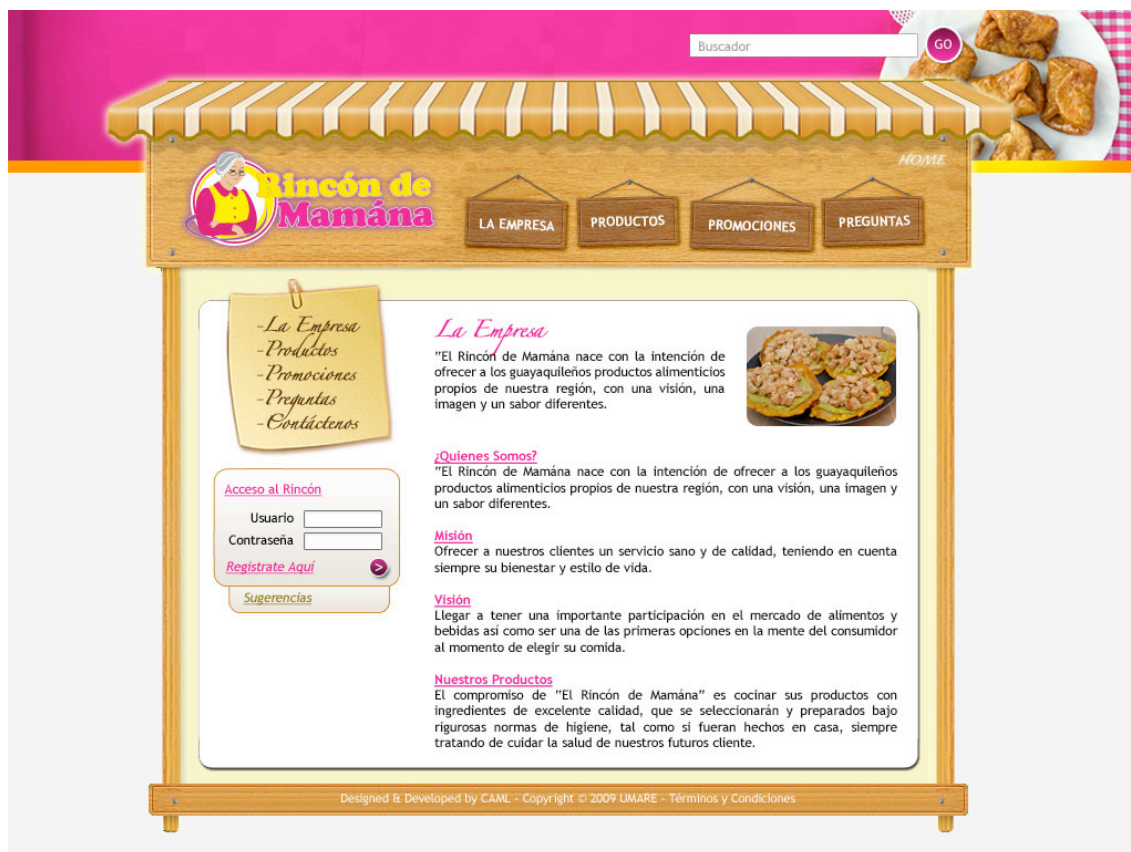 Buscador
GO
HOME
Rincón de
Mamána
LA EMPRESA
PRODUCTOS
PROMOCIONES
PREGUNTAS
-La Empresa
-Productos
-Promociones
-Preguntas
-Contáctenos
Acceso al Rincón
Usuario
Contraseña
Registrate Aquí
>
Sugerencias
La Empresa
"El Rincón de Mamána nace con la intención de
ofrecer a los guayaquileños productos alimenticios
propios de nuestra región, con una visión, una
imagen y un sabor diferentes.
¿Quienes Somos?
"El Rincón de Mamána nace con la intención de ofrecer a los guayaquileños
productos alimenticios propios de nuestra región, con una visión, una imagen y
un sabor diferentes.
Misión
Ofrecer a nuestros clientes un servicio sano y de calidad, teniendo en cuenta
siempre su bienestar y estilo de vida.
Visión
Llegar a tener una importante participación en el mercado de alimentos y
bebidas así como ser una de las primeras opciones en la mente del consumidor
al momento de elegir su comida.
Nuestros Productos
El compromiso de "El Rincón de Mamána" es cocinar sus productos con
ingredientes de excelente calidad, que se seleccionarán y preparados bajo
rigurosas normas de higiene, tal como si fueran hechos en casa, siempre
tratando de cuidar la salud de nuestros futuros cliente.
Designed & Developed by CAML - Copyright © 2009 UMARE - Términos y Condiciones